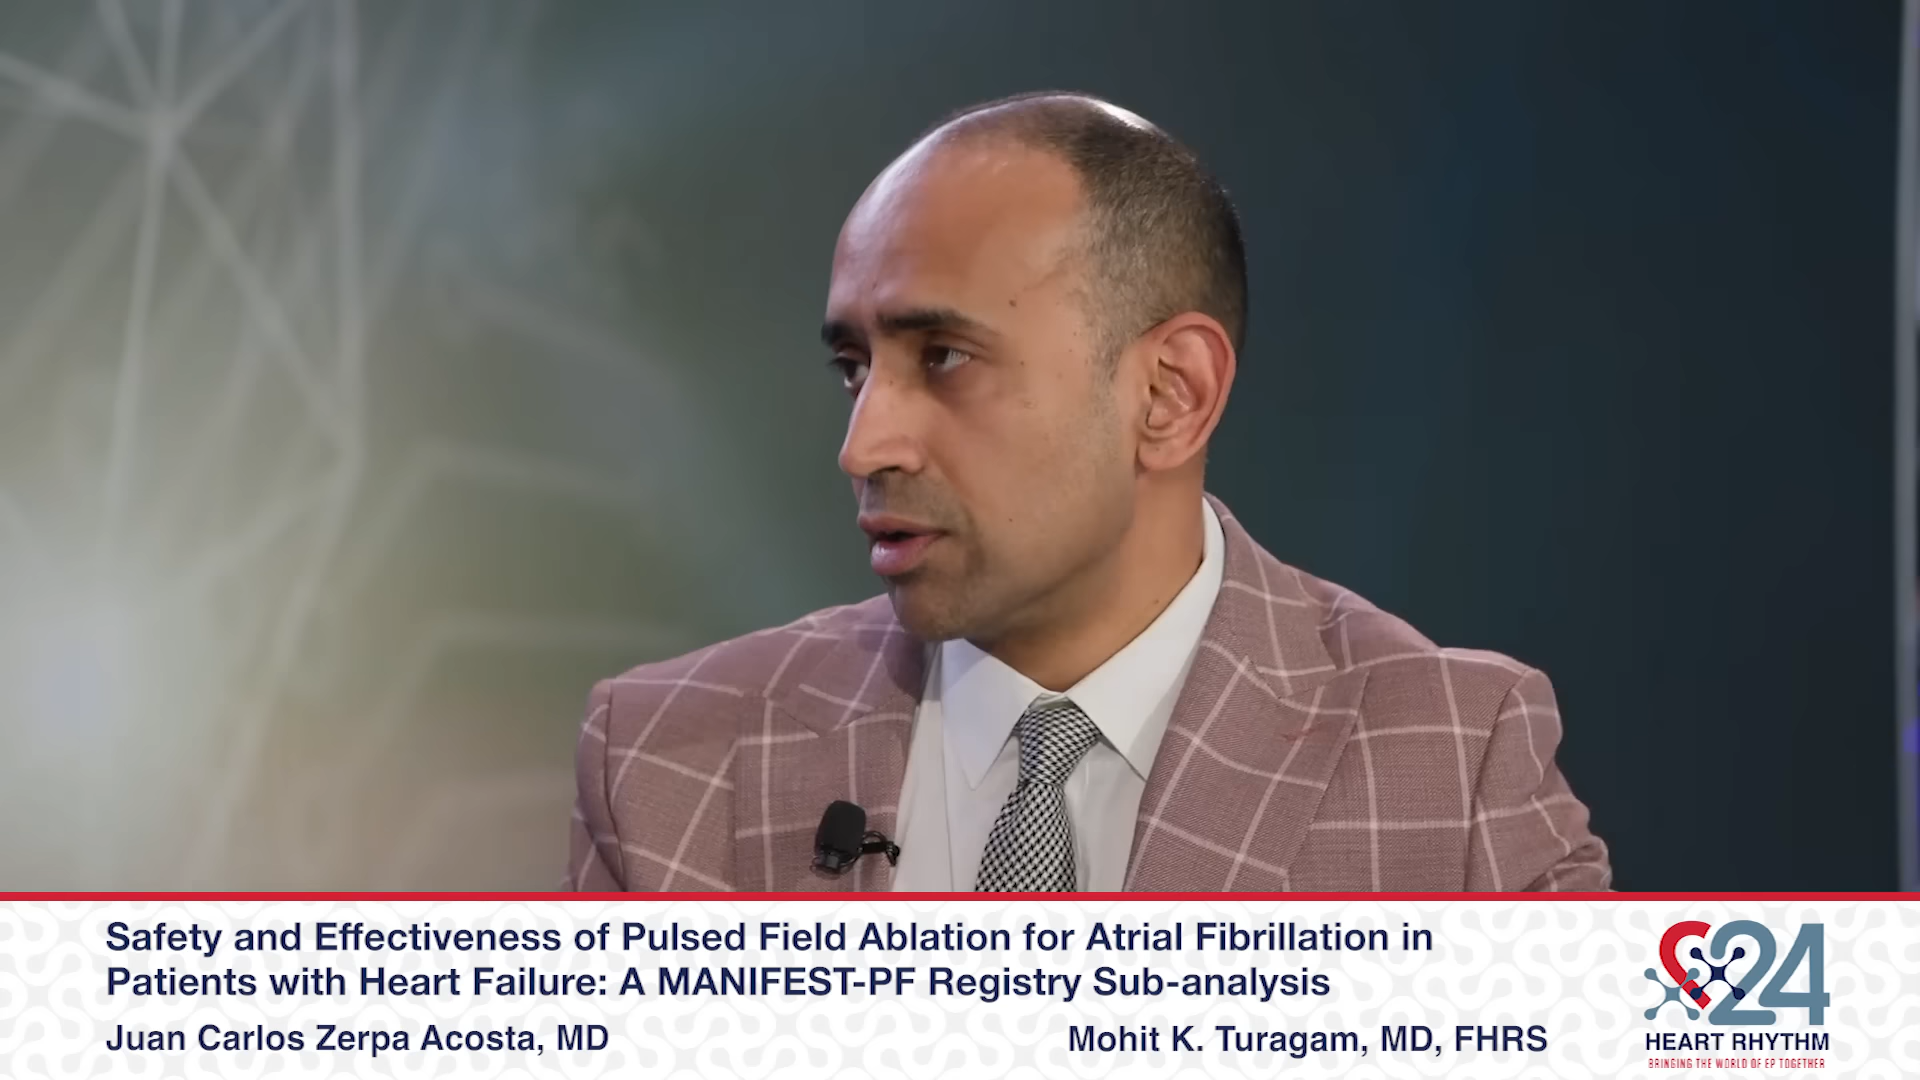 Safety and Effectiveness of Pulsed Field Ablation for Atrial Fibrillation in
Patients with Heart Failure: A MANIFEST-PF Registry Sub-analysis
Juan Carlos Zerpa Acosta, MD
Mohit K. Turagam, MD, FHRS
24
HEART RHYTHM
BRINGING THE WORLD OF EP TOGETHER